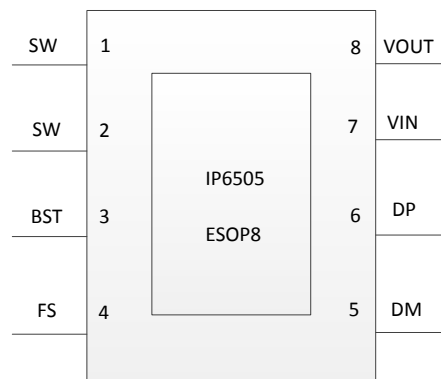 SW 1 8 VOUT
SW 2 7 VIN
IP6505
BST 3 6 DP
ESOP8
FS 4 5 DM